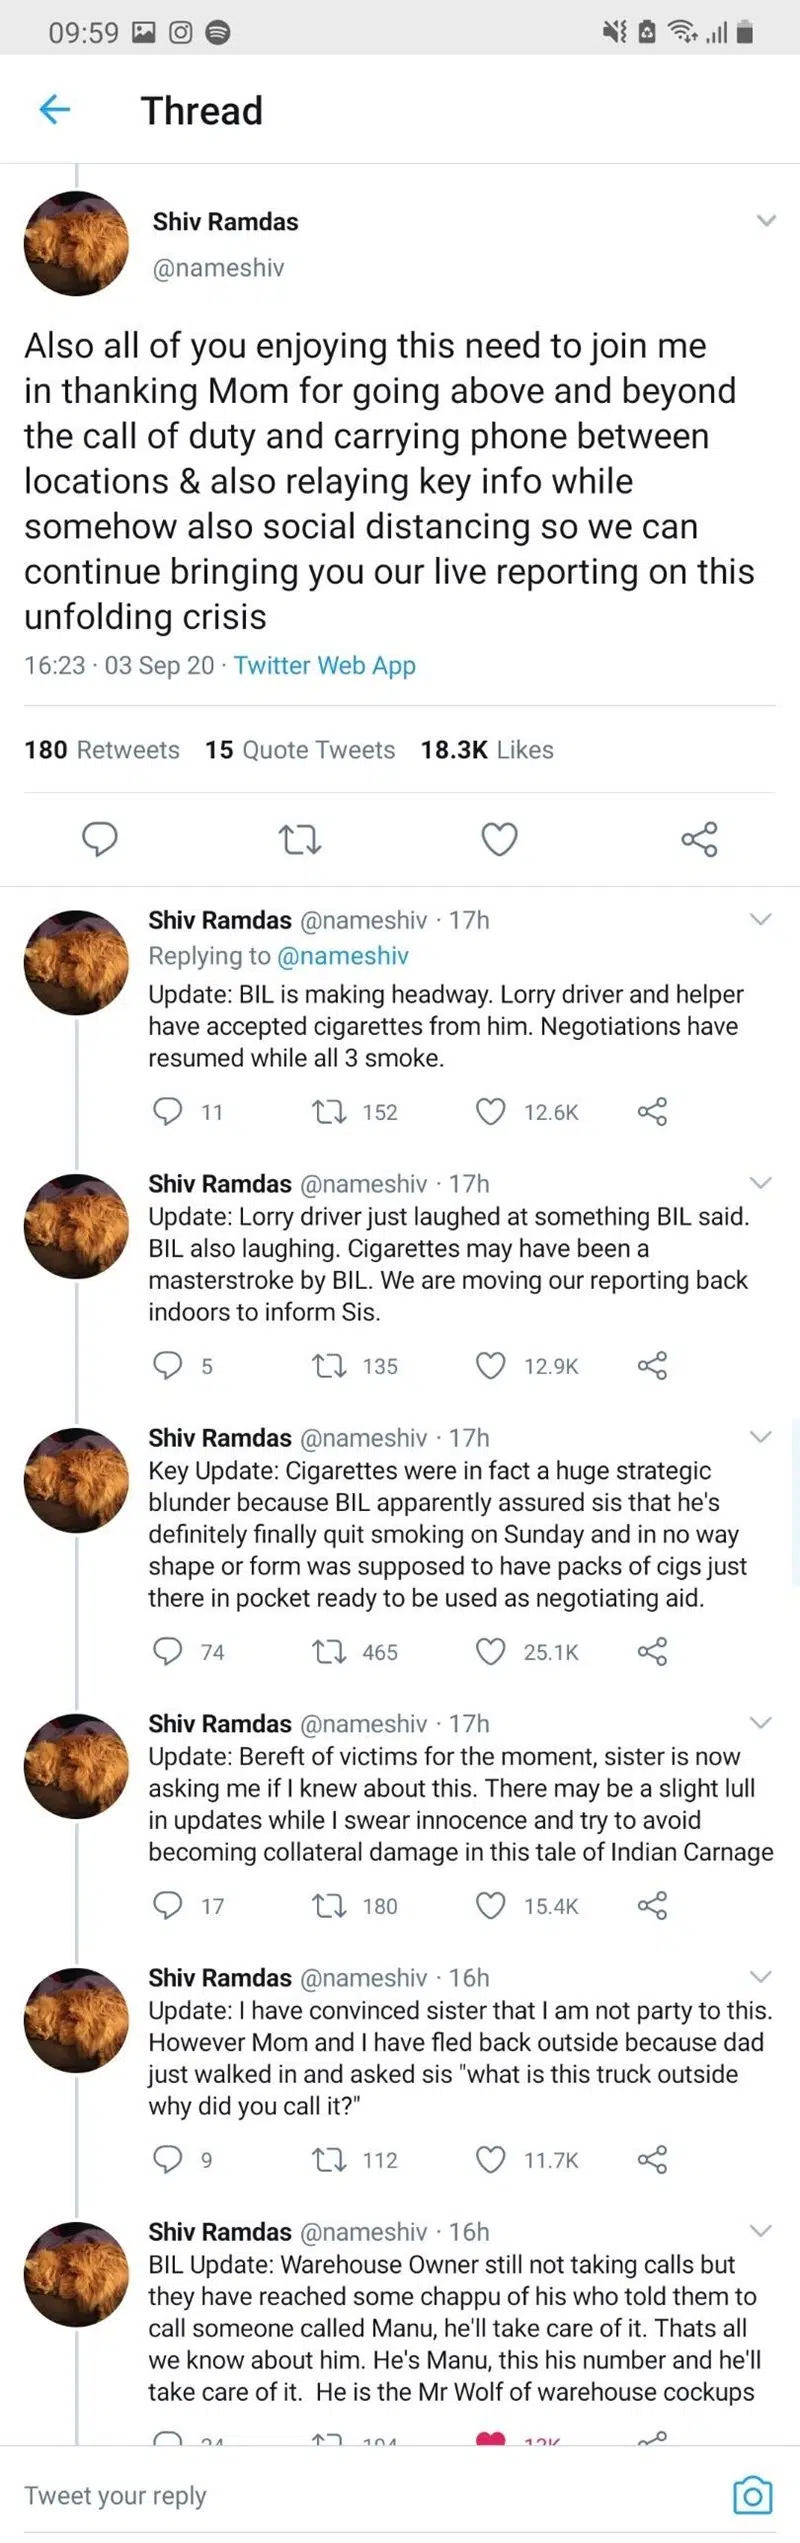 09:59
Thread
Shiv Ramdas
@nameshiv
Also all of you enjoying this need to join me
in thanking Mom for going above and beyond
the call of duty and carrying phone between
locations & also relaying key info while
somehow also social distancing so we can
continue bringing you our live reporting on this
unfolding crisis
16:23 · 03 Sep 20 · Twitter Web App
180 Retweets 15 Quote Tweets 18.3K Likes
Shiv Ramdas @nameshiv · 17h
Replying to @nameshiv
Update: BIL is making headway. Lorry driver and helper
have accepted cigarettes from him. Negotiations have
resumed while all 3 smoke.
11 152 12.6K
Shiv Ramdas @nameshiv · 17h
Update: Lorry driver just laughed at something BIL said.
BIL also laughing. Cigarettes may have been a
masterstroke by BIL. We are moving our reporting back
indoors to inform Sis.
5 135 12.9K
Shiv Ramdas @nameshiv · 17h
Key Update: Cigarettes were in fact a huge strategic
blunder because BIL apparently assured sis that he's
definitely finally quit smoking on Sunday and in no way
shape or form was supposed to have packs of cigs just
there in pocket ready to be used as negotiating aid.
74 465 25.1K
Shiv Ramdas @nameshiv · 17h
Update: Bereft of victims for the moment, sister is now
asking me if I knew about this. There may be a slight lull
in updates while I swear innocence and try to avoid
becoming collateral damage in this tale of Indian Carnage
17 180 15.4K
Shiv Ramdas @nameshiv · 16h
Update: I have convinced sister that I am not party to this.
However Mom and I have fled back outside because dad
just walked in and asked sis "what is this truck outside
why did you call it?"
9 112 11.7K
Shiv Ramdas @nameshiv · 16h
BIL Update: Warehouse Owner still not taking calls but
they have reached some chappu of his who told them to
call someone called Manu, he'll take care of it. Thats all
we know about him. He's Manu, this his number and he'll
take care of it. He is the Mr Wolf of warehouse cockups
Tweet your reply